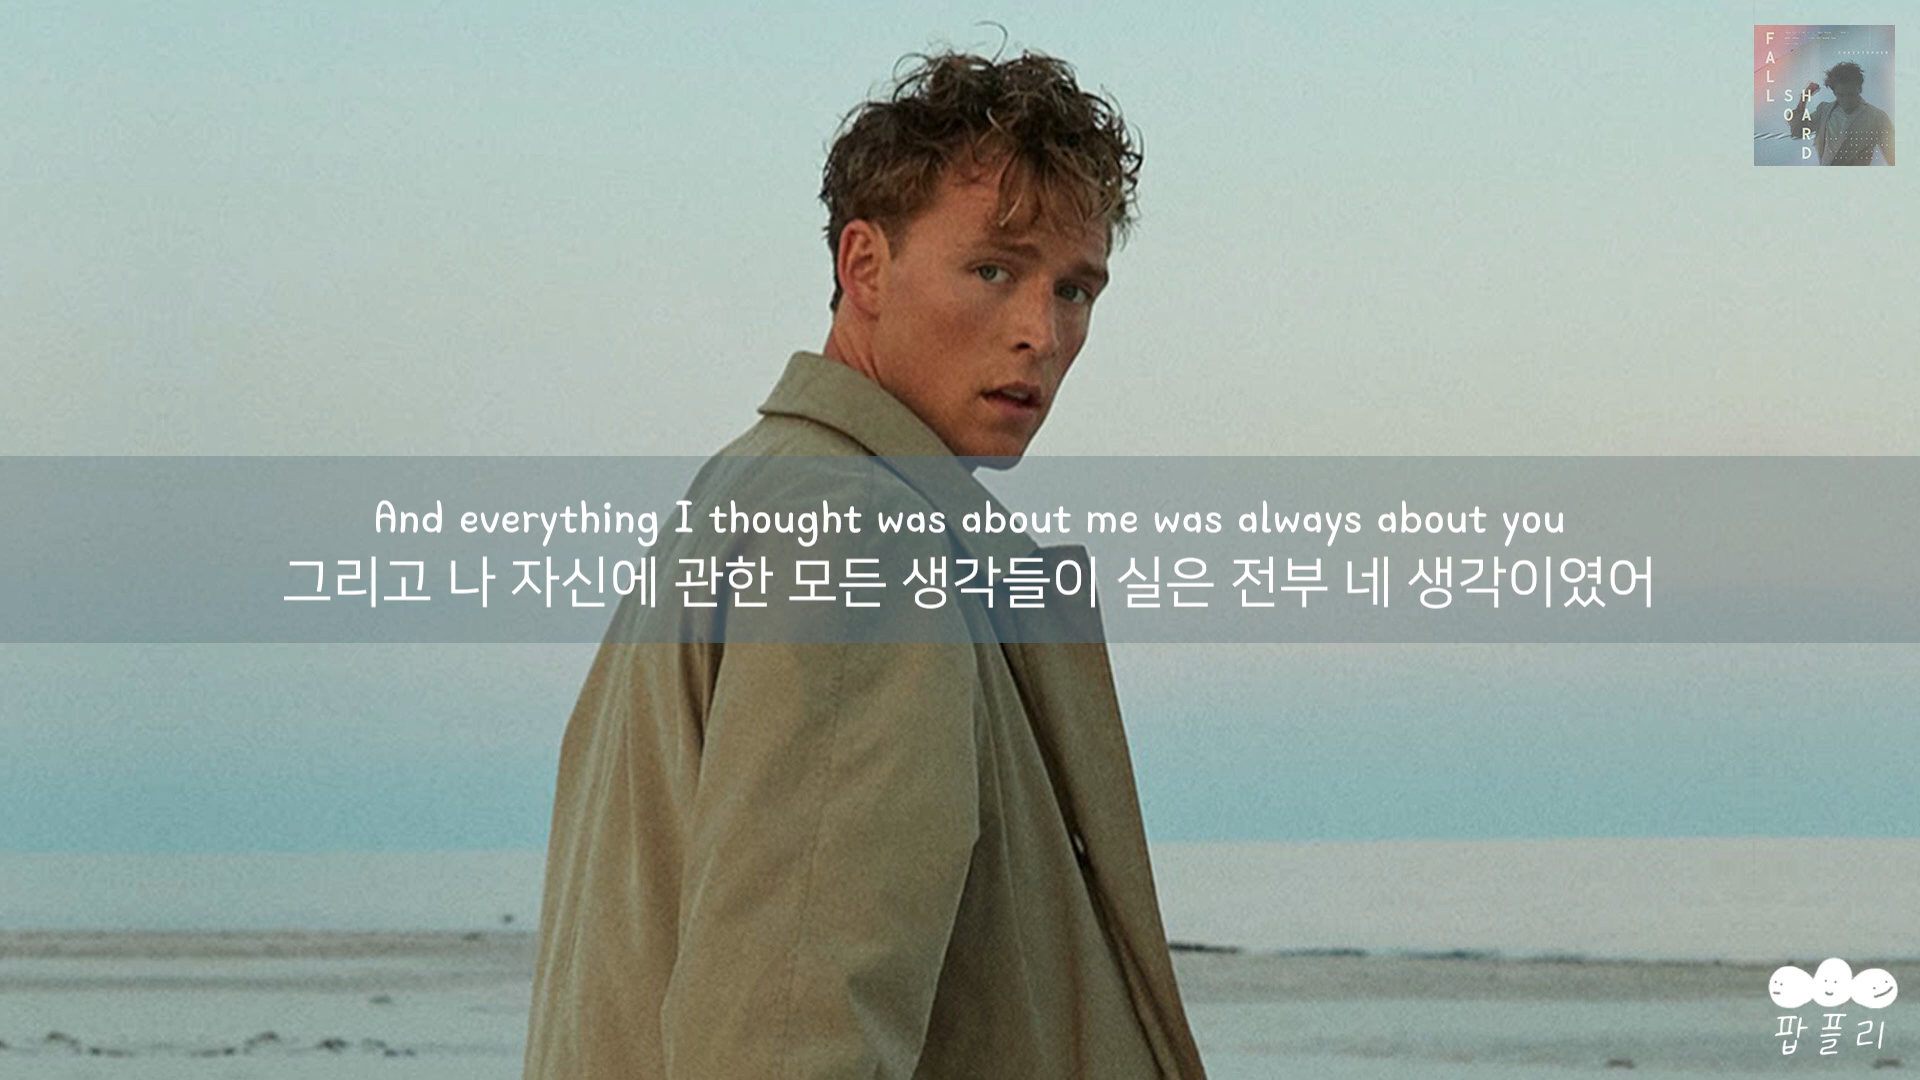 FALL
SO
HARD
And everything I thought was about me was always about you
그리고 나 자신에 관한 모든 생각들이 실은 전부 네 생각이였어
팝플리